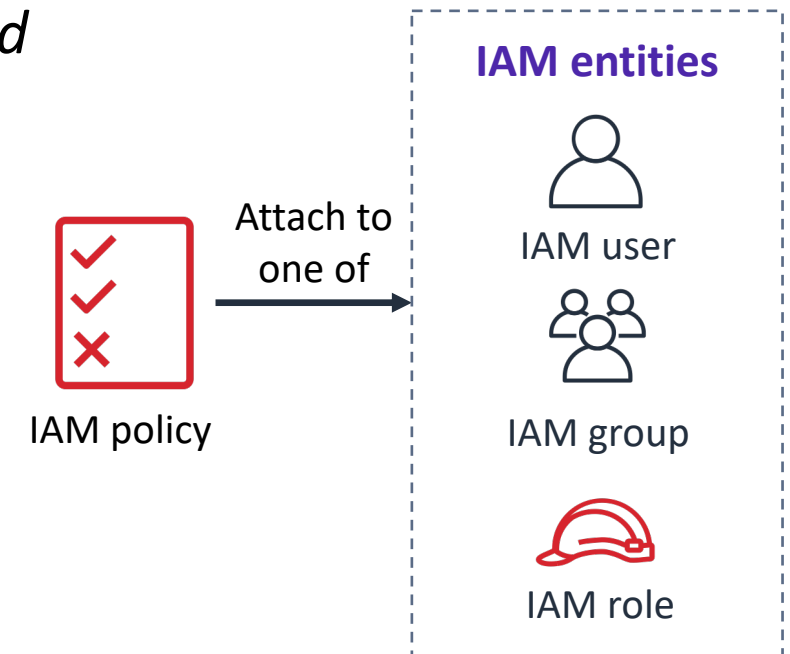 d
IAM entities
Attach to
one of
IAM policy
IAM user
IAM group
IAM role